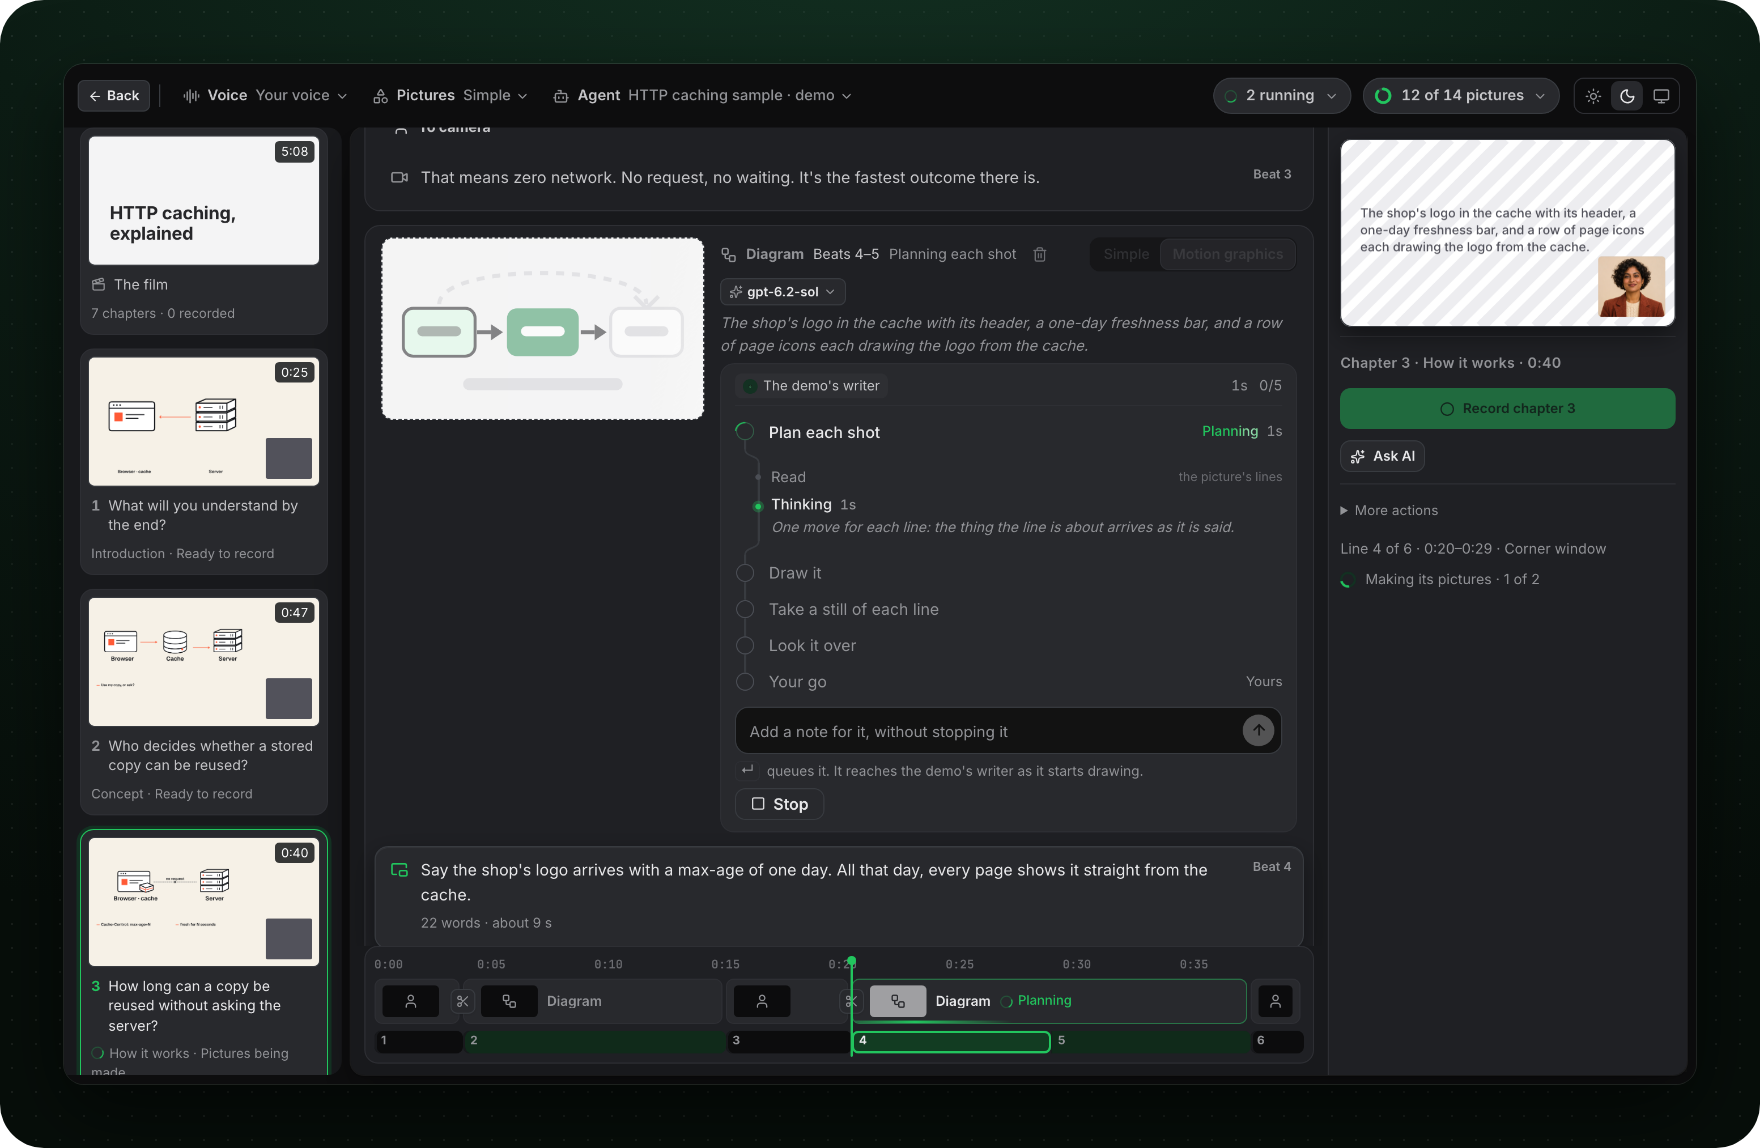 Back
Voice Your voice
Pictures Simple
Agent HTTP caching sample · demo
2 running
12 of 14 pictures
5:08
HTTP caching,
explained
The film
7 chapters · 0 recorded
0:25
Browser · cache
Server
1 What will you understand by
the end?
Introduction · Ready to record
0:47
Browser
Cache
Server
2 Who decides whether a stored
copy can be reused?
Concept · Ready to record
0:40
Browser · cache
Server
3 How long can a copy be
reused without asking the
server?
How it works · Pictures being
made
To camera
That means zero network. No request, no waiting. It's the fastest outcome there is.
Beat 3
Diagram Beats 4–5 Planning each shot
Simple Motion graphics
gpt-6.2-sol
The shop's logo in the cache with its header, a one-day freshness bar, and a row
of page icons each drawing the logo from the cache.
The demo's writer
1s 0/5
Plan each shot
Planning 1s
Read
the picture's lines
Thinking 1s
One move for each line: the thing the line is about arrives as it is said.
Draw it
Take a still of each line
Look it over
Your go
Yours
Add a note for it, without stopping it
queues it. It reaches the demo's writer as it starts drawing.
Stop
Say the shop's logo arrives with a max-age of one day. All that day, every page shows it straight from the
cache.
Beat 4
22 words · about 9 s
0:00 0:05 0:10 0:15 0:25 0:30 0:35
Diagram
Diagram Planning
1 2 3 4 5 6
The shop's logo in the cache with its header, a
one-day freshness bar, and a row of page icons
each drawing the logo from the cache.
Chapter 3 · How it works · 0:40
Record chapter 3
Ask AI
More actions
Line 4 of 6 · 0:20–0:29 · Corner window
Making its pictures · 1 of 2